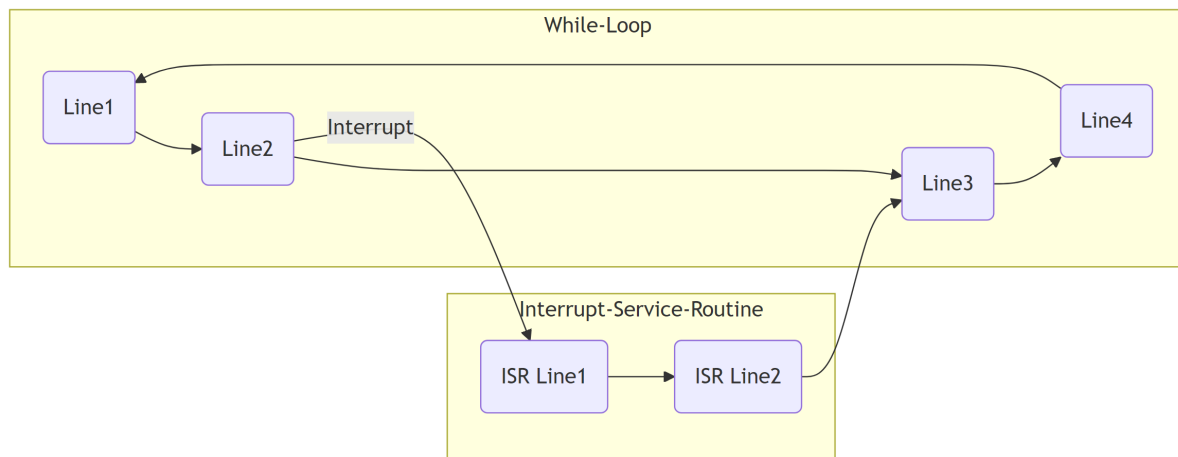 While-Loop
Line1
Line2
Interrupt
Line3
Line4
Interrupt-Service-Routine
ISR Line1
ISR Line2